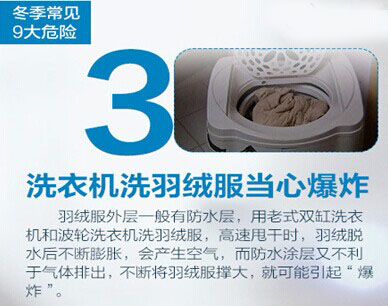 冬季常见
9大危险
3
洗衣机洗羽绒服当心爆炸
羽绒服外层一般有防水层，用老式双缸洗衣
机和波轮洗衣机洗羽绒服，高速甩干时，羽绒脱
水后不断膨胀，会产生空气，而防水涂层又不利
于气体排出，不断将羽绒服撑大，就可能引起“爆
炸”。